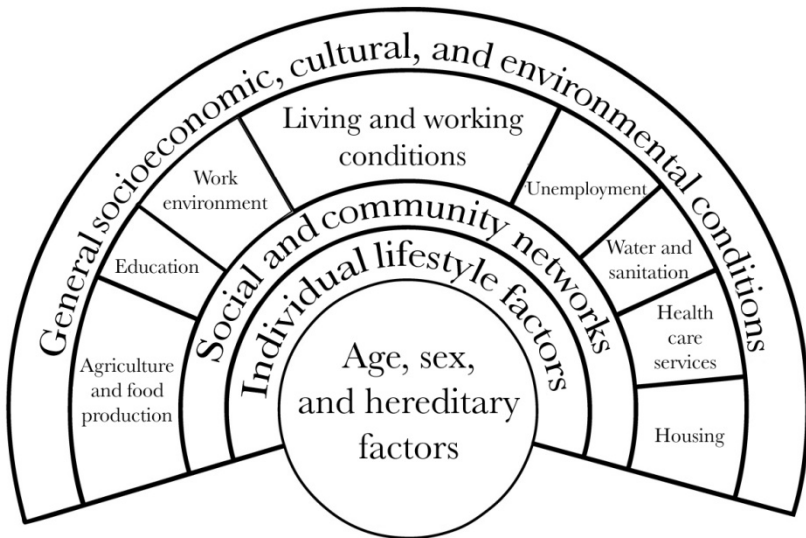 General socioeconomic, cultural, and environmental conditions
Living and working
conditions
Work
environment
Unemployment
Education
Water and
sanitation
Agriculture
and food
production
Health
care
services
Housing
Social and community networks
Individual lifestyle factors
Age, sex,
and hereditary
factors